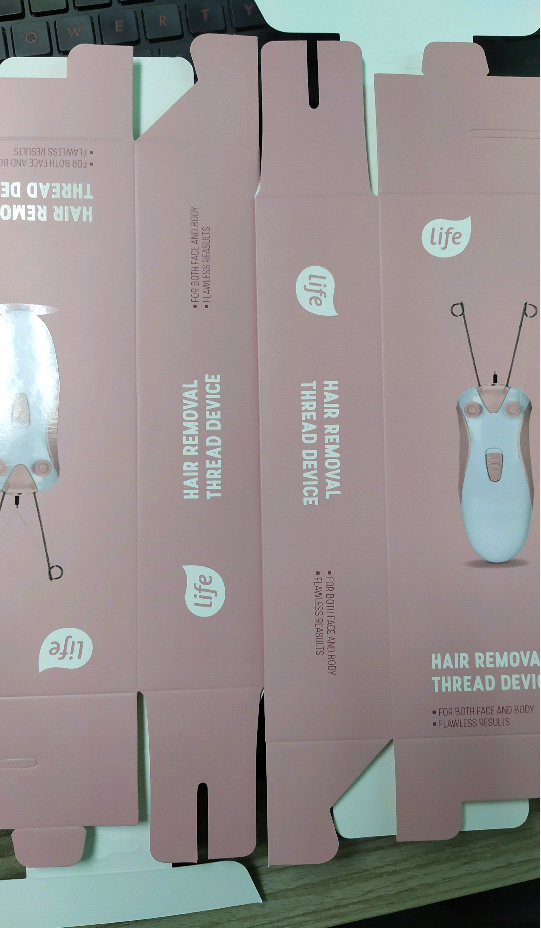 Q W E R T Y
FLAWLESS RESULTS
FOR BOTH FACE AND BO
THREAD DE
HAIR REMO
life
• FOR BOTH FACE AND BODY
• FLAWLESS REASULTS
HAIR REMOVAL
THREAD DEVICE
life
life
HAIR REMOVAL
THREAD DEVICE
• FOR BOTH FACE AND BODY
• FLAWLESS REASULTS
life
HAIR REMOVA
THREAD DEVIC
• FOR BOTH FACE AND BODY
• FLAWLESS RESULTS